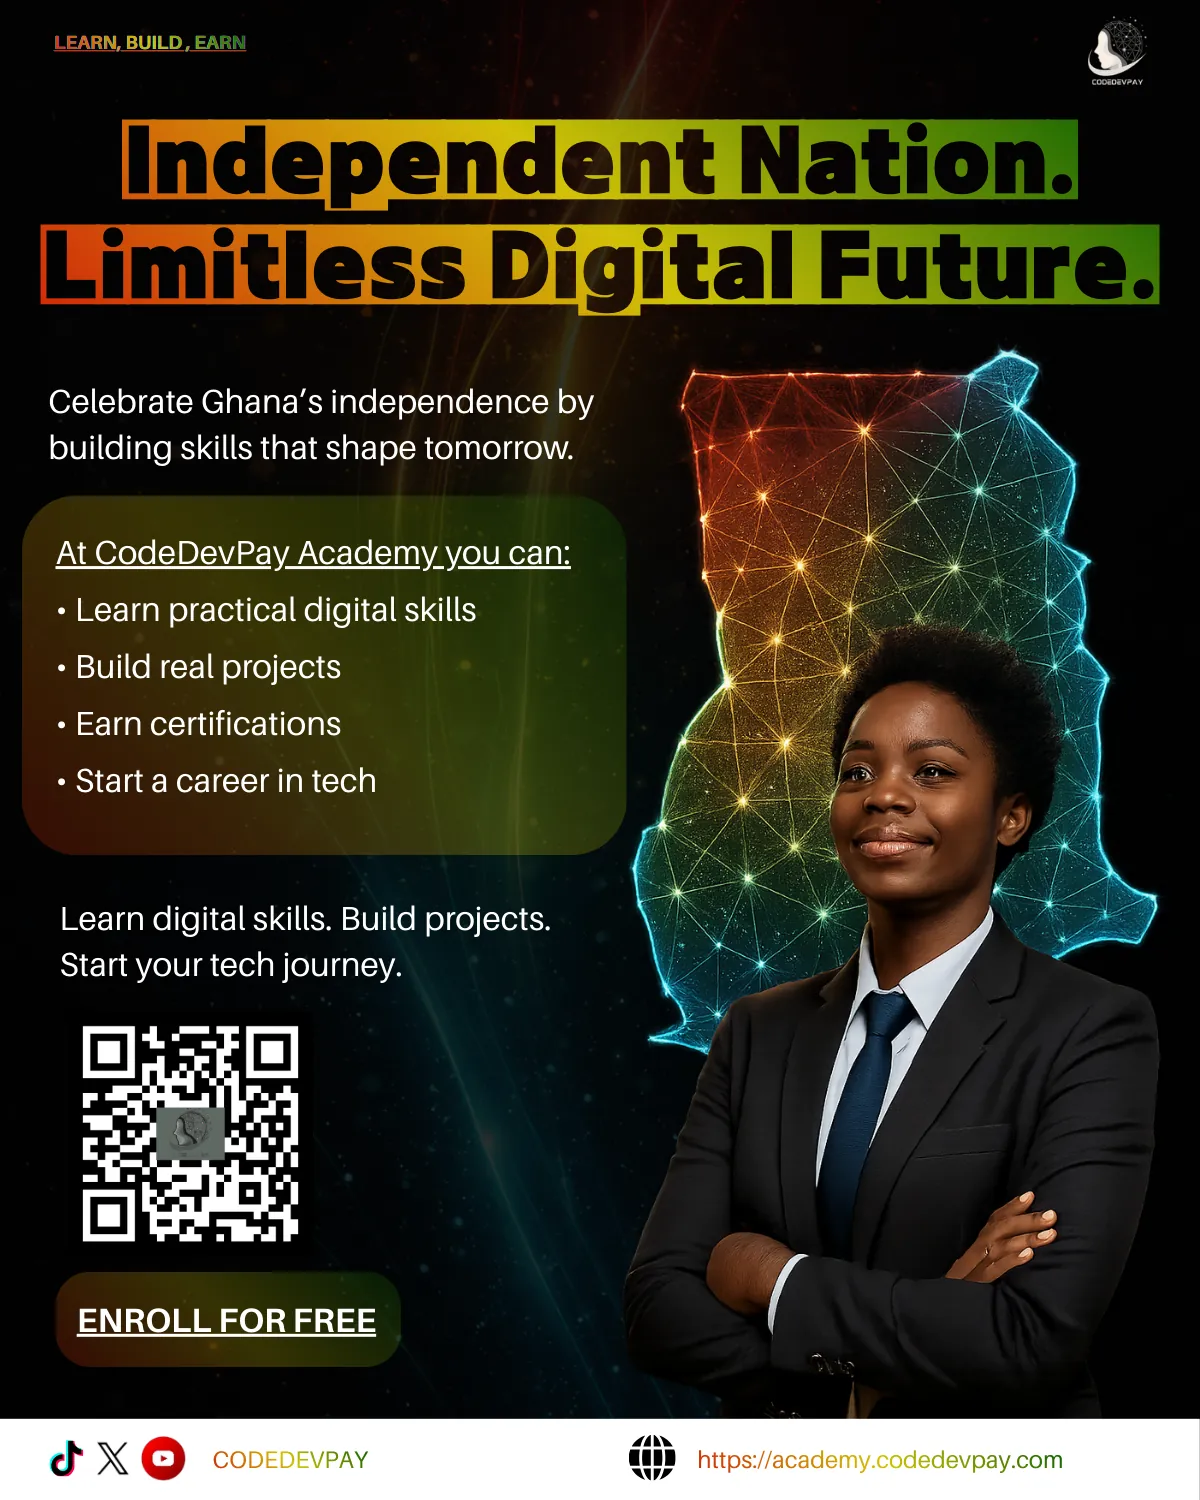 LEARN, BUILD , EARN
CODEDEVPAY
Independent Nation.
Limitless Digital Future.
Celebrate Ghana’s independence by
building skills that shape tomorrow.
At CodeDevPay Academy you can:
• Learn practical digital skills
• Build real projects
• Earn certifications
• Start a career in tech
Learn digital skills. Build projects.
Start your tech journey.
ENROLL FOR FREE
CODEDEVPAY
https://academy.codedevpay.com